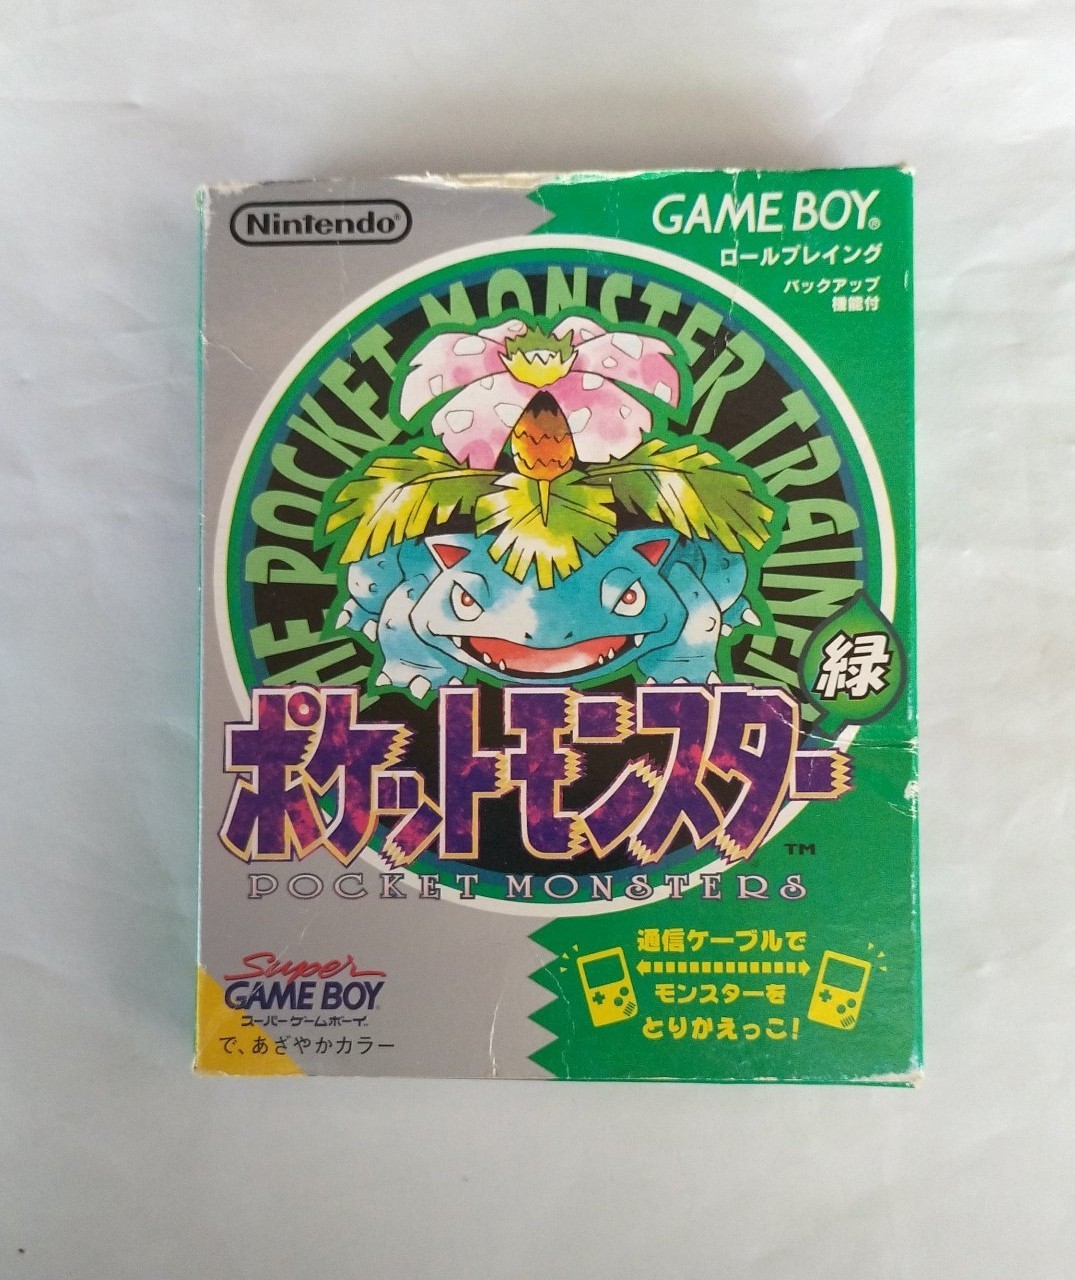 Nintendo®
GAME BOY®
ロールプレイング
バックアップ
機能付
THE POCKET MONSTER TRAINER
緑
ポケットモンスター
TM
POCKET MONSTERS
Super
GAME BOY
スーパーゲームボーイ
で、あざやかカラー
通信ケーブルで
モンスターを
とりかえっこ!